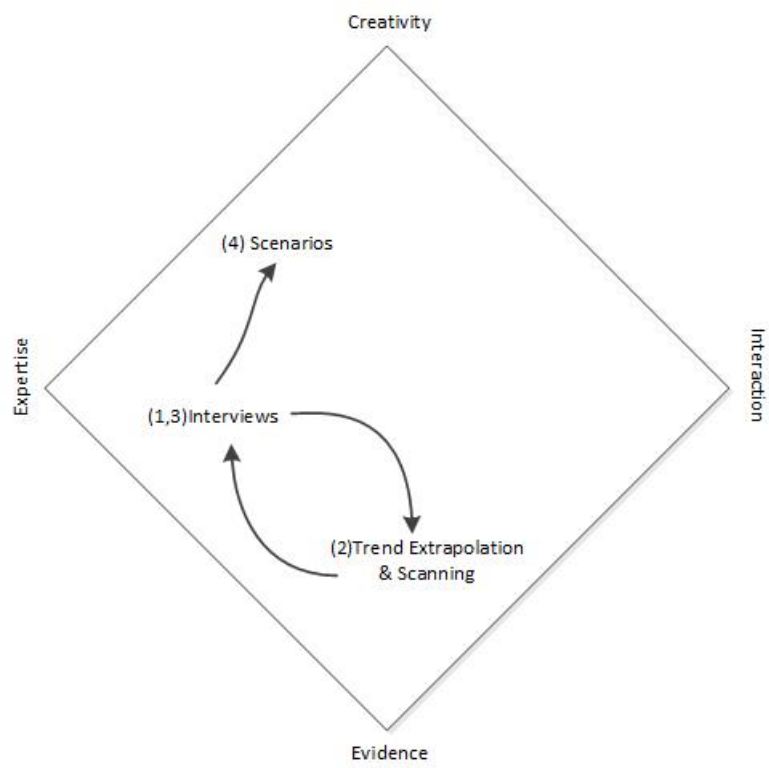 Creativity
(4) Scenarios
Expertise
Interaction
(1,3)Interviews
(2)Trend Extrapolation
& Scanning
Evidence